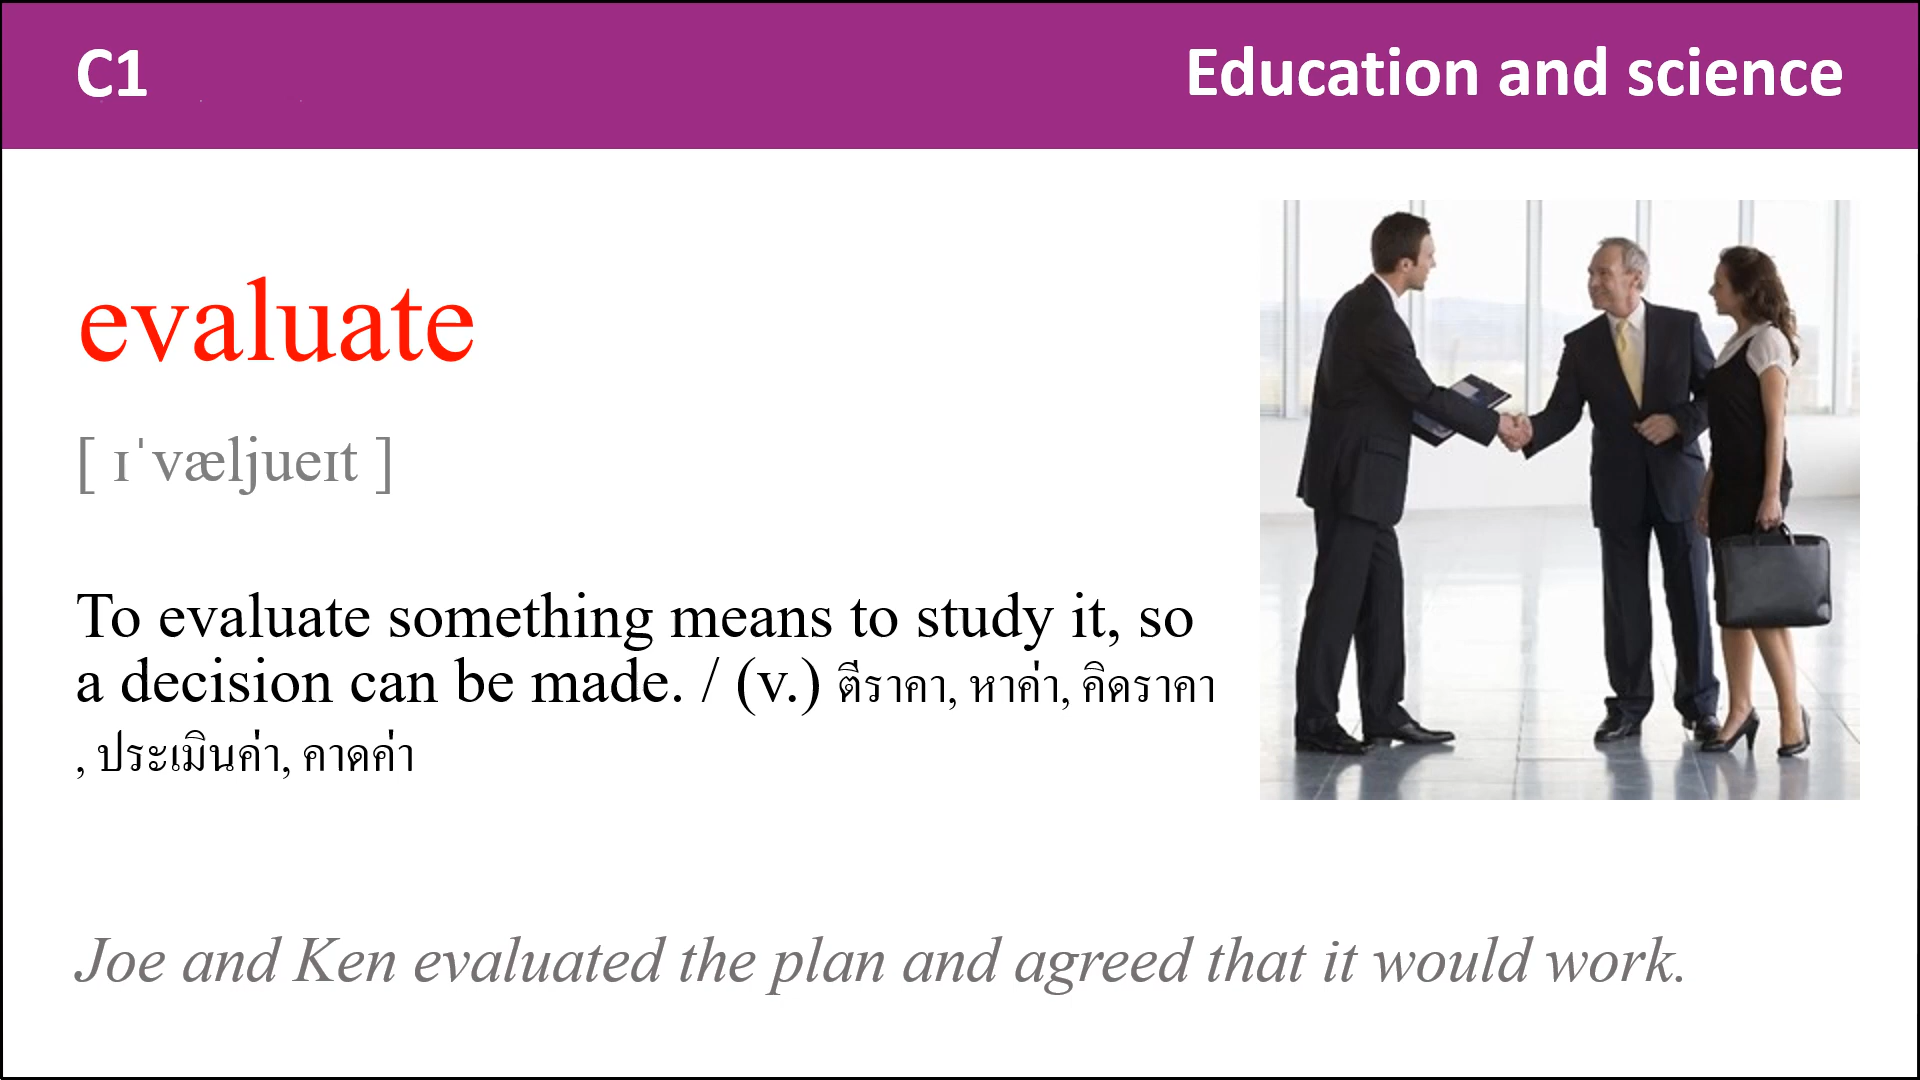 C1
Education and science
evaluate
[ ɪˈvæljueɪt ]
To evaluate something means to study it, so
a decision can be made. / (v.) ตีราคา, หาค่า, คิดราคา
, ประเมินค่า, คาดค่า
Joe and Ken evaluated the plan and agreed that it would work.